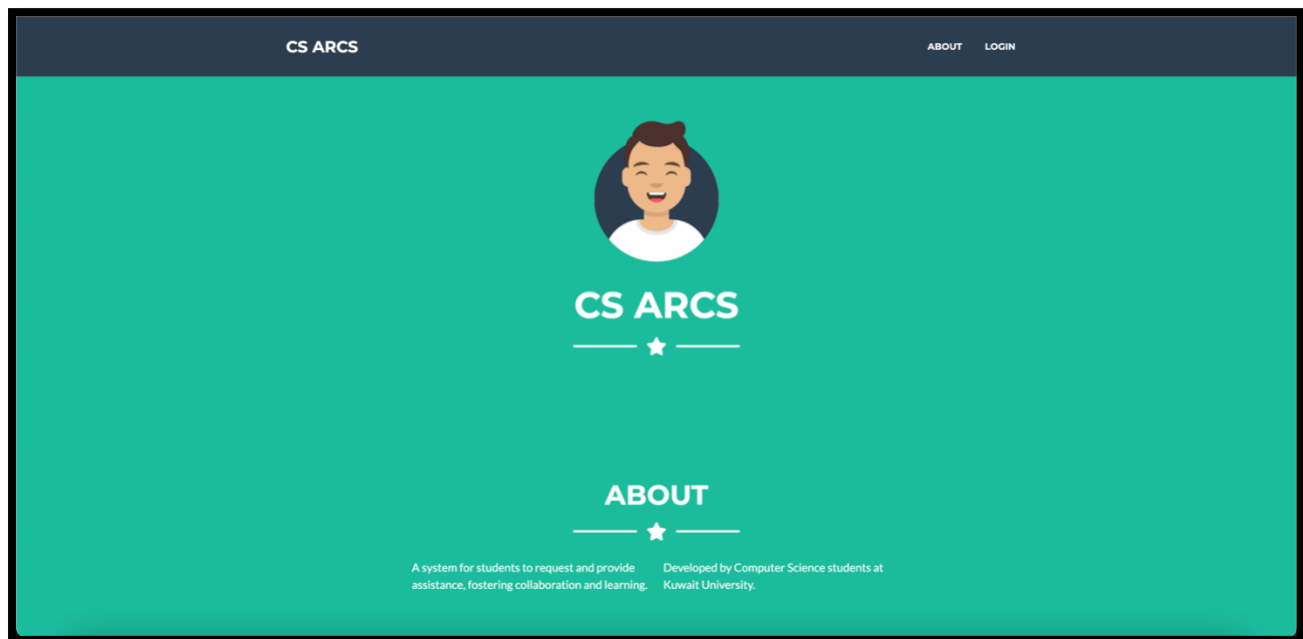 CS ARCS
ABOUT LOGIN
CS ARCS
ABOUT
A system for students to request and provide
assistance, fostering collaboration and learning.
Developed by Computer Science students at
Kuwait University.